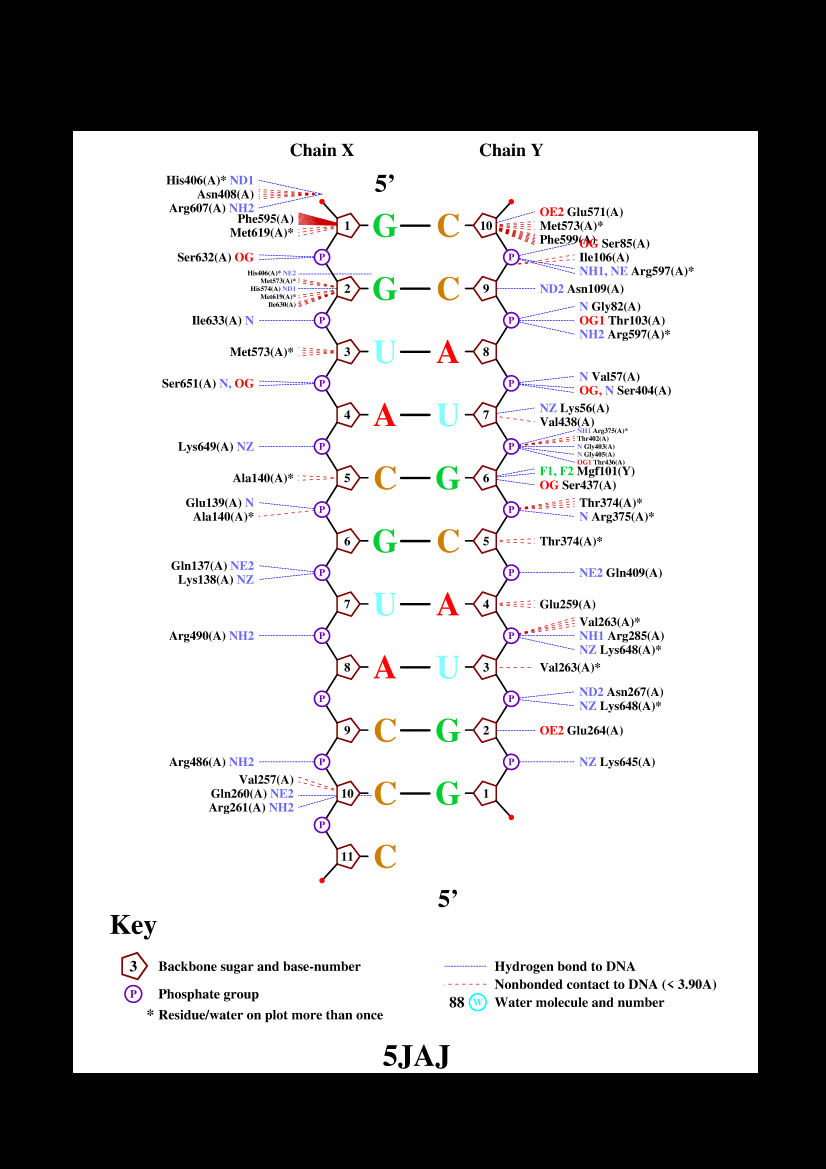 Chain X Chain Y
5’
His406(A)* ND1
Asn408(A)
Arg607(A) NH2
Phe595(A)
Met619(A)*
1 G C 10
OE2 Glu571(A)
Met573(A)*
Phe599(A)
Ser632(A) OG
P P
OG Ser85(A)
Ile106(A)
NH1, NE Arg597(A)*
His406(A)* NE2
Met573(A)*
His574(A) ND1
Met619(A)*
Ile630(A)
2 G C 9
ND2 Asn109(A)
Ile633(A) N
P P
N Gly82(A)
OG1 Thr103(A)
NH2 Arg597(A)*
Met573(A)*
3 U A 8
Ser651(A) N, OG
P P
N Val57(A)
OG, N Ser404(A)
4 A U 7
NZ Lys56(A)
Val438(A)
Lys649(A) NZ
P P
NH1 Arg375(A)*
Thr402(A)
N Gly403(A)
N Gly405(A)
OG1 Thr436(A)
Ala140(A)*
5 C G 6
F1, F2 Mgf101(Y)
OG Ser437(A)
Glu139(A) N
Ala140(A)*
P P
Thr374(A)*
N Arg375(A)*
6 G C 5
Thr374(A)*
Gln137(A) NE2
Lys138(A) NZ
P P
NE2 Gln409(A)
7 U A 4
Glu259(A)
Arg490(A) NH2
P P
Val263(A)*
NH1 Arg285(A)
NZ Lys648(A)*
8 A U 3
Val263(A)*
P P
ND2 Asn267(A)
NZ Lys648(A)*
9 C G 2
OE2 Glu264(A)
Arg486(A) NH2
P P
NZ Lys645(A)
Val257(A)
Gln260(A) NE2
Arg261(A) NH2
10 C G 1
P
11 C
5’
Key
3 Backbone sugar and base-number
P Phosphate group
* Residue/water on plot more than once
Hydrogen bond to DNA
Nonbonded contact to DNA (< 3.90A)
88 W Water molecule and number
5JAJ